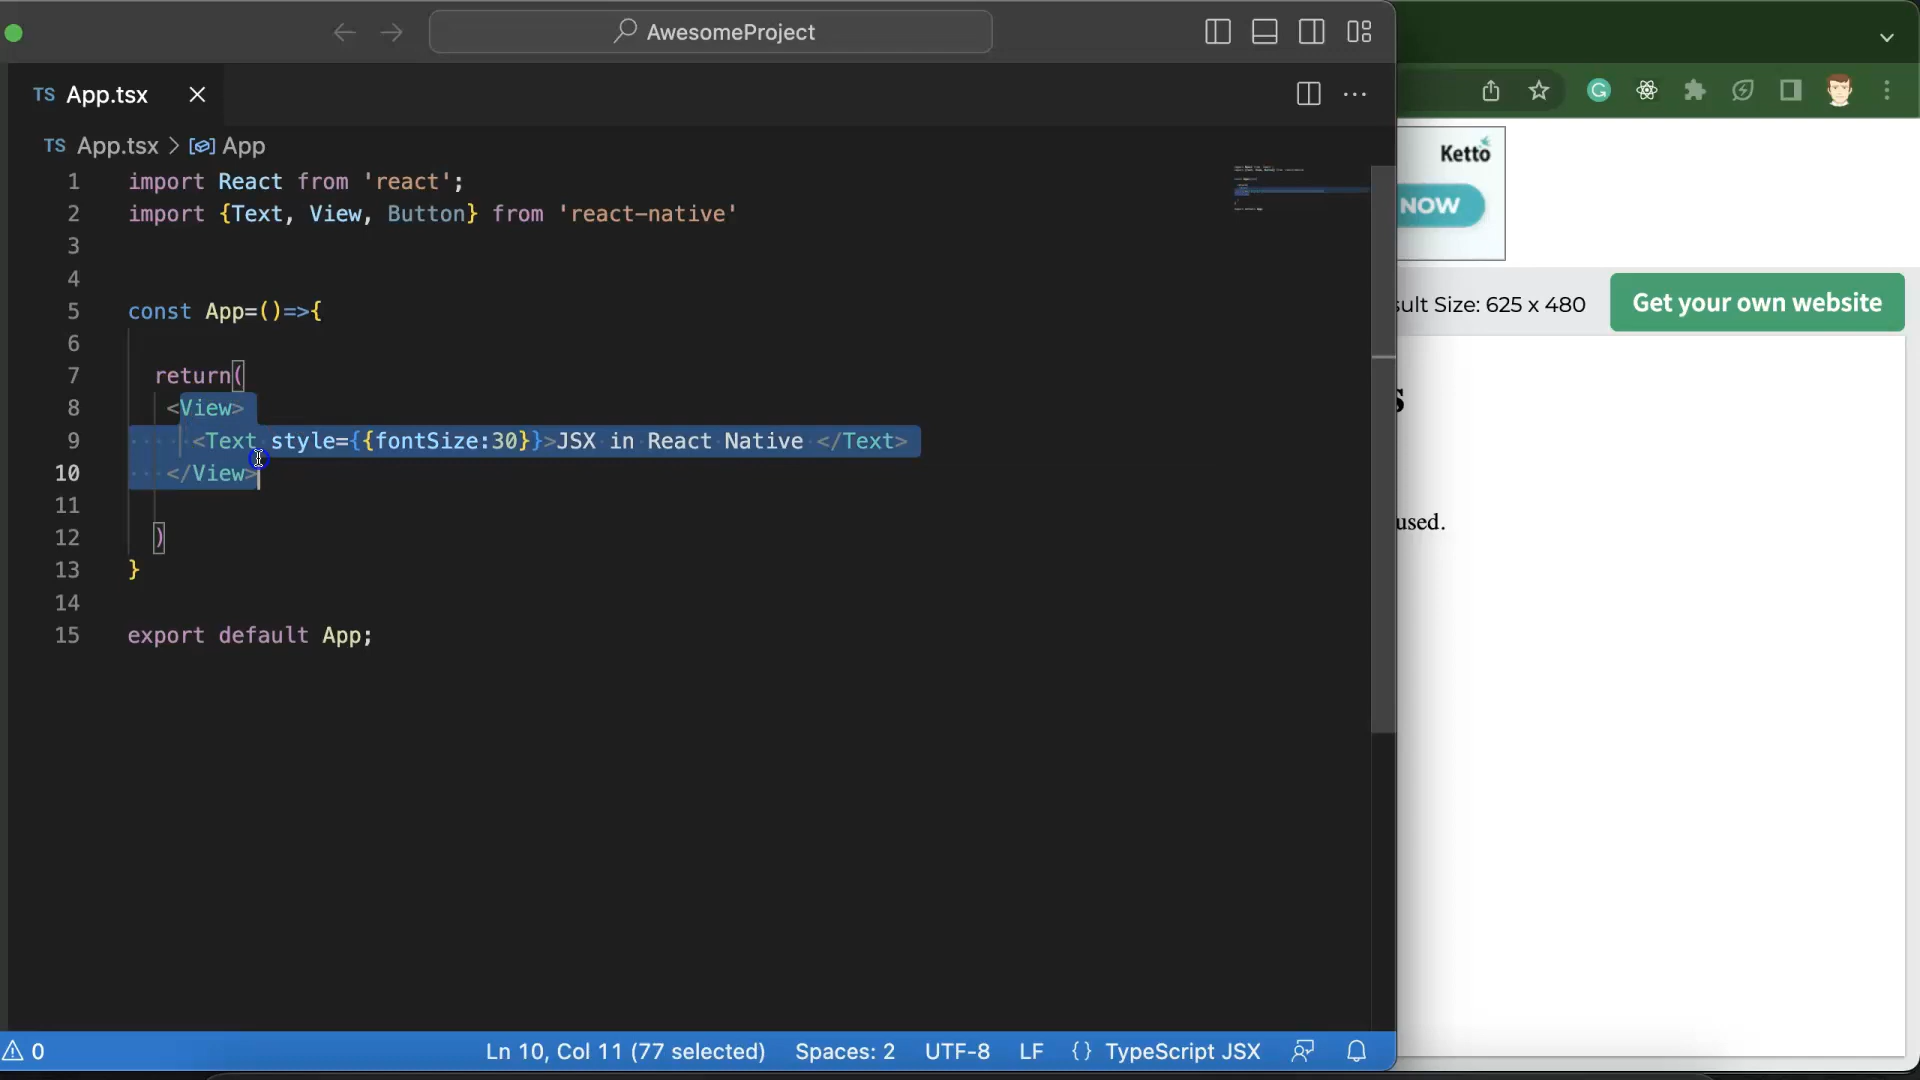 AwesomeProject
TS App.tsx
TS App.tsx > App
1 import React from 'react';
2 import {Text, View, Button} from 'react-native'
3
4
5 const App=()=>{
6
7 return(
8 <View>
9 <Text style={{fontSize:30}}>JSX in React Native </Text>
10 </View>
11
12 )
13 }
14
15 export default App;
0
Ln 10, Col 11 (77 selected)
Spaces: 2
UTF-8
LF
{} TypeScript JSX
Ketto
NOW
Size: 625 x 480
Get your own website
used.